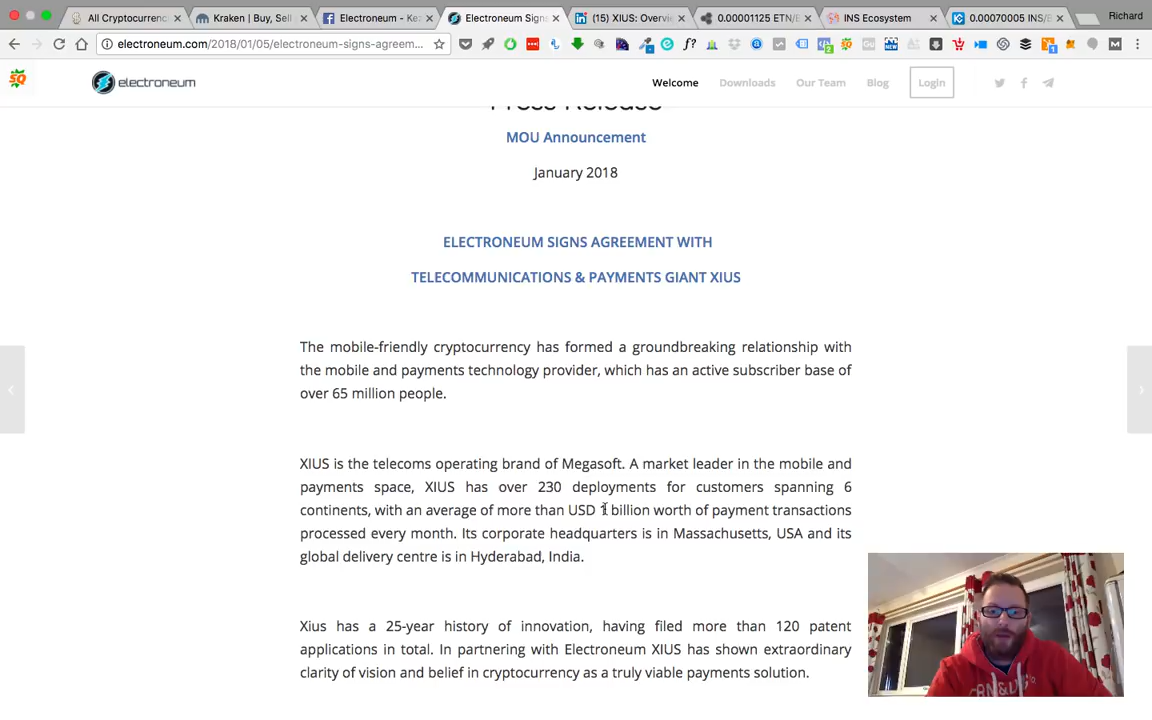 All Cryptocurrenc
Kraken | Buy, Sell
Electroneum - Ke
Electroneum Sign
(15) XIUS: Overvi
0.00001125 ETN/B
INS Ecosystem
0.00070005 INS/E
Richard
electroneum.com/2018/01/05/electroneum-signs-agreem...
SQ
electroneum
Welcome
Downloads
Our Team
Blog
Login
Press Release
MOU Announcement
January 2018
ELECTRONEUM SIGNS AGREEMENT WITH
TELECOMMUNICATIONS & PAYMENTS GIANT XIUS
The mobile-friendly cryptocurrency has formed a groundbreaking relationship with
the mobile and payments technology provider, which has an active subscriber base of
over 65 million people.
XIUS is the telecoms operating brand of Megasoft. A market leader in the mobile and
payments space, XIUS has over 230 deployments for customers spanning 6
continents, with an average of more than USD 1 billion worth of payment transactions
processed every month. Its corporate headquarters is in Massachusetts, USA and its
global delivery centre is in Hyderabad, India.
Xius has a 25-year history of innovation, having filed more than 120 patent
applications in total. In partnering with Electroneum XIUS has shown extraordinary
clarity of vision and belief in cryptocurrency as a truly viable payments solution.